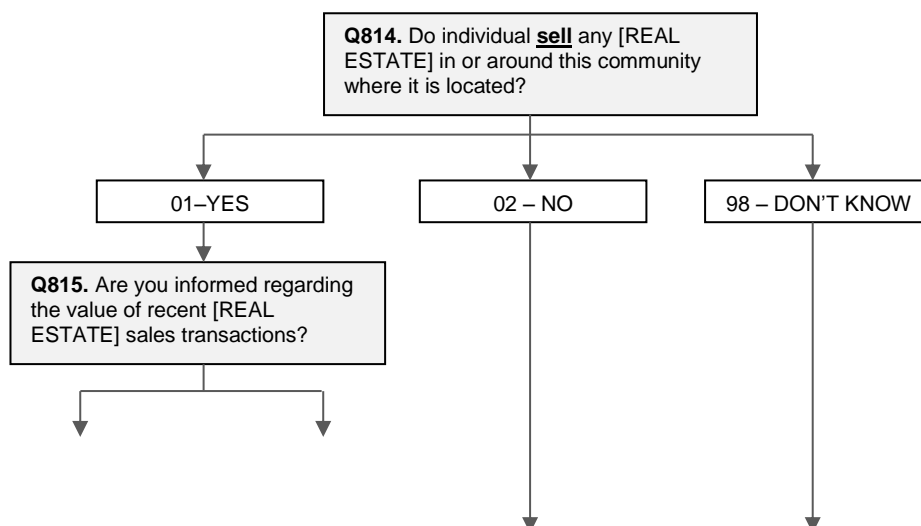 Q814. Do individual sell any [REAL
ESTATE] in or around this community
where it is located?
01–YES
02 – NO
98 – DON'T KNOW
Q815. Are you informed regarding
the value of recent [REAL
ESTATE] sales transactions?